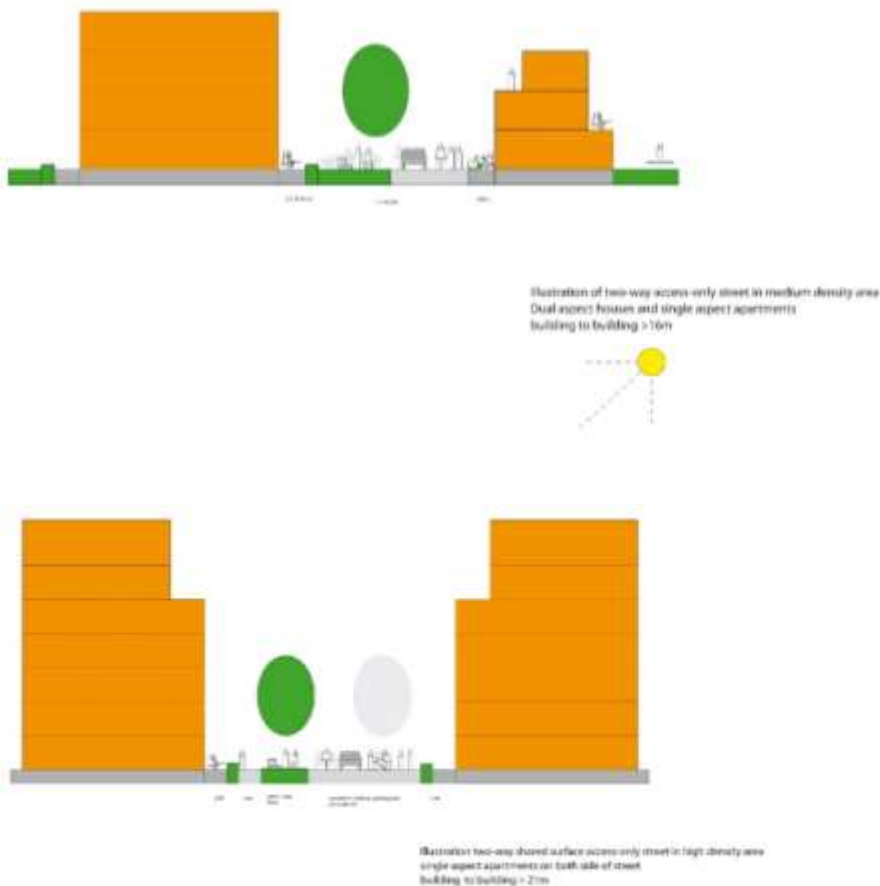 Illustration of two-way access-only street in medium density area
Dual aspect houses and single aspect apartments
building to building >16m
Illustration two-way shared surface access only street in high density area
single aspect apartments on both side of street
building to building > 21m